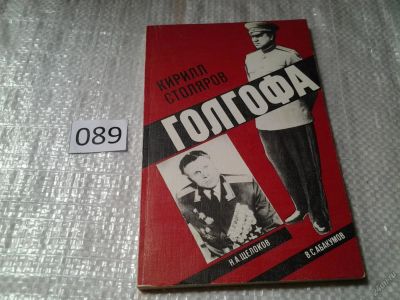 КИРИЛЛ
СТОЛЯРОВ
ГОЛГОФА
089
Н.А.ЩЕЛОКОВ
В.С.АБАКУМОВ